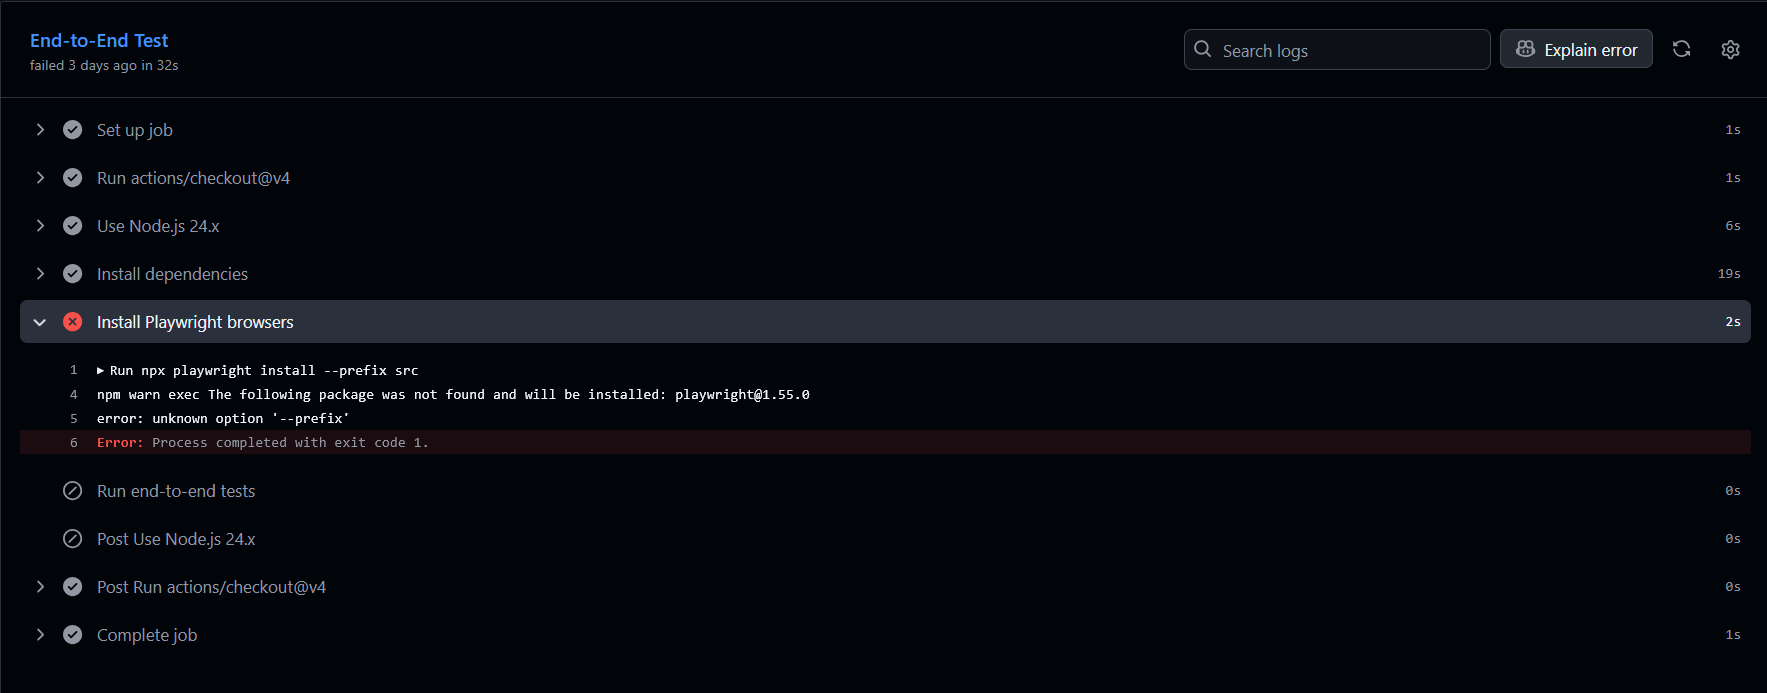 End-to-End Test
failed 3 days ago in 32s
Search logs
Explain error
Set up job 1s
Run actions/checkout@v4 1s
Use Node.js 24.x 6s
Install dependencies 19s
Install Playwright browsers 2s
1 Run npx playwright install --prefix src
4 npm warn exec The following package was not found and will be installed: playwright@1.55.0
5 error: unknown option '--prefix'
6 Error: Process completed with exit code 1.
Run end-to-end tests 0s
Post Use Node.js 24.x 0s
Post Run actions/checkout@v4 0s
Complete job 1s